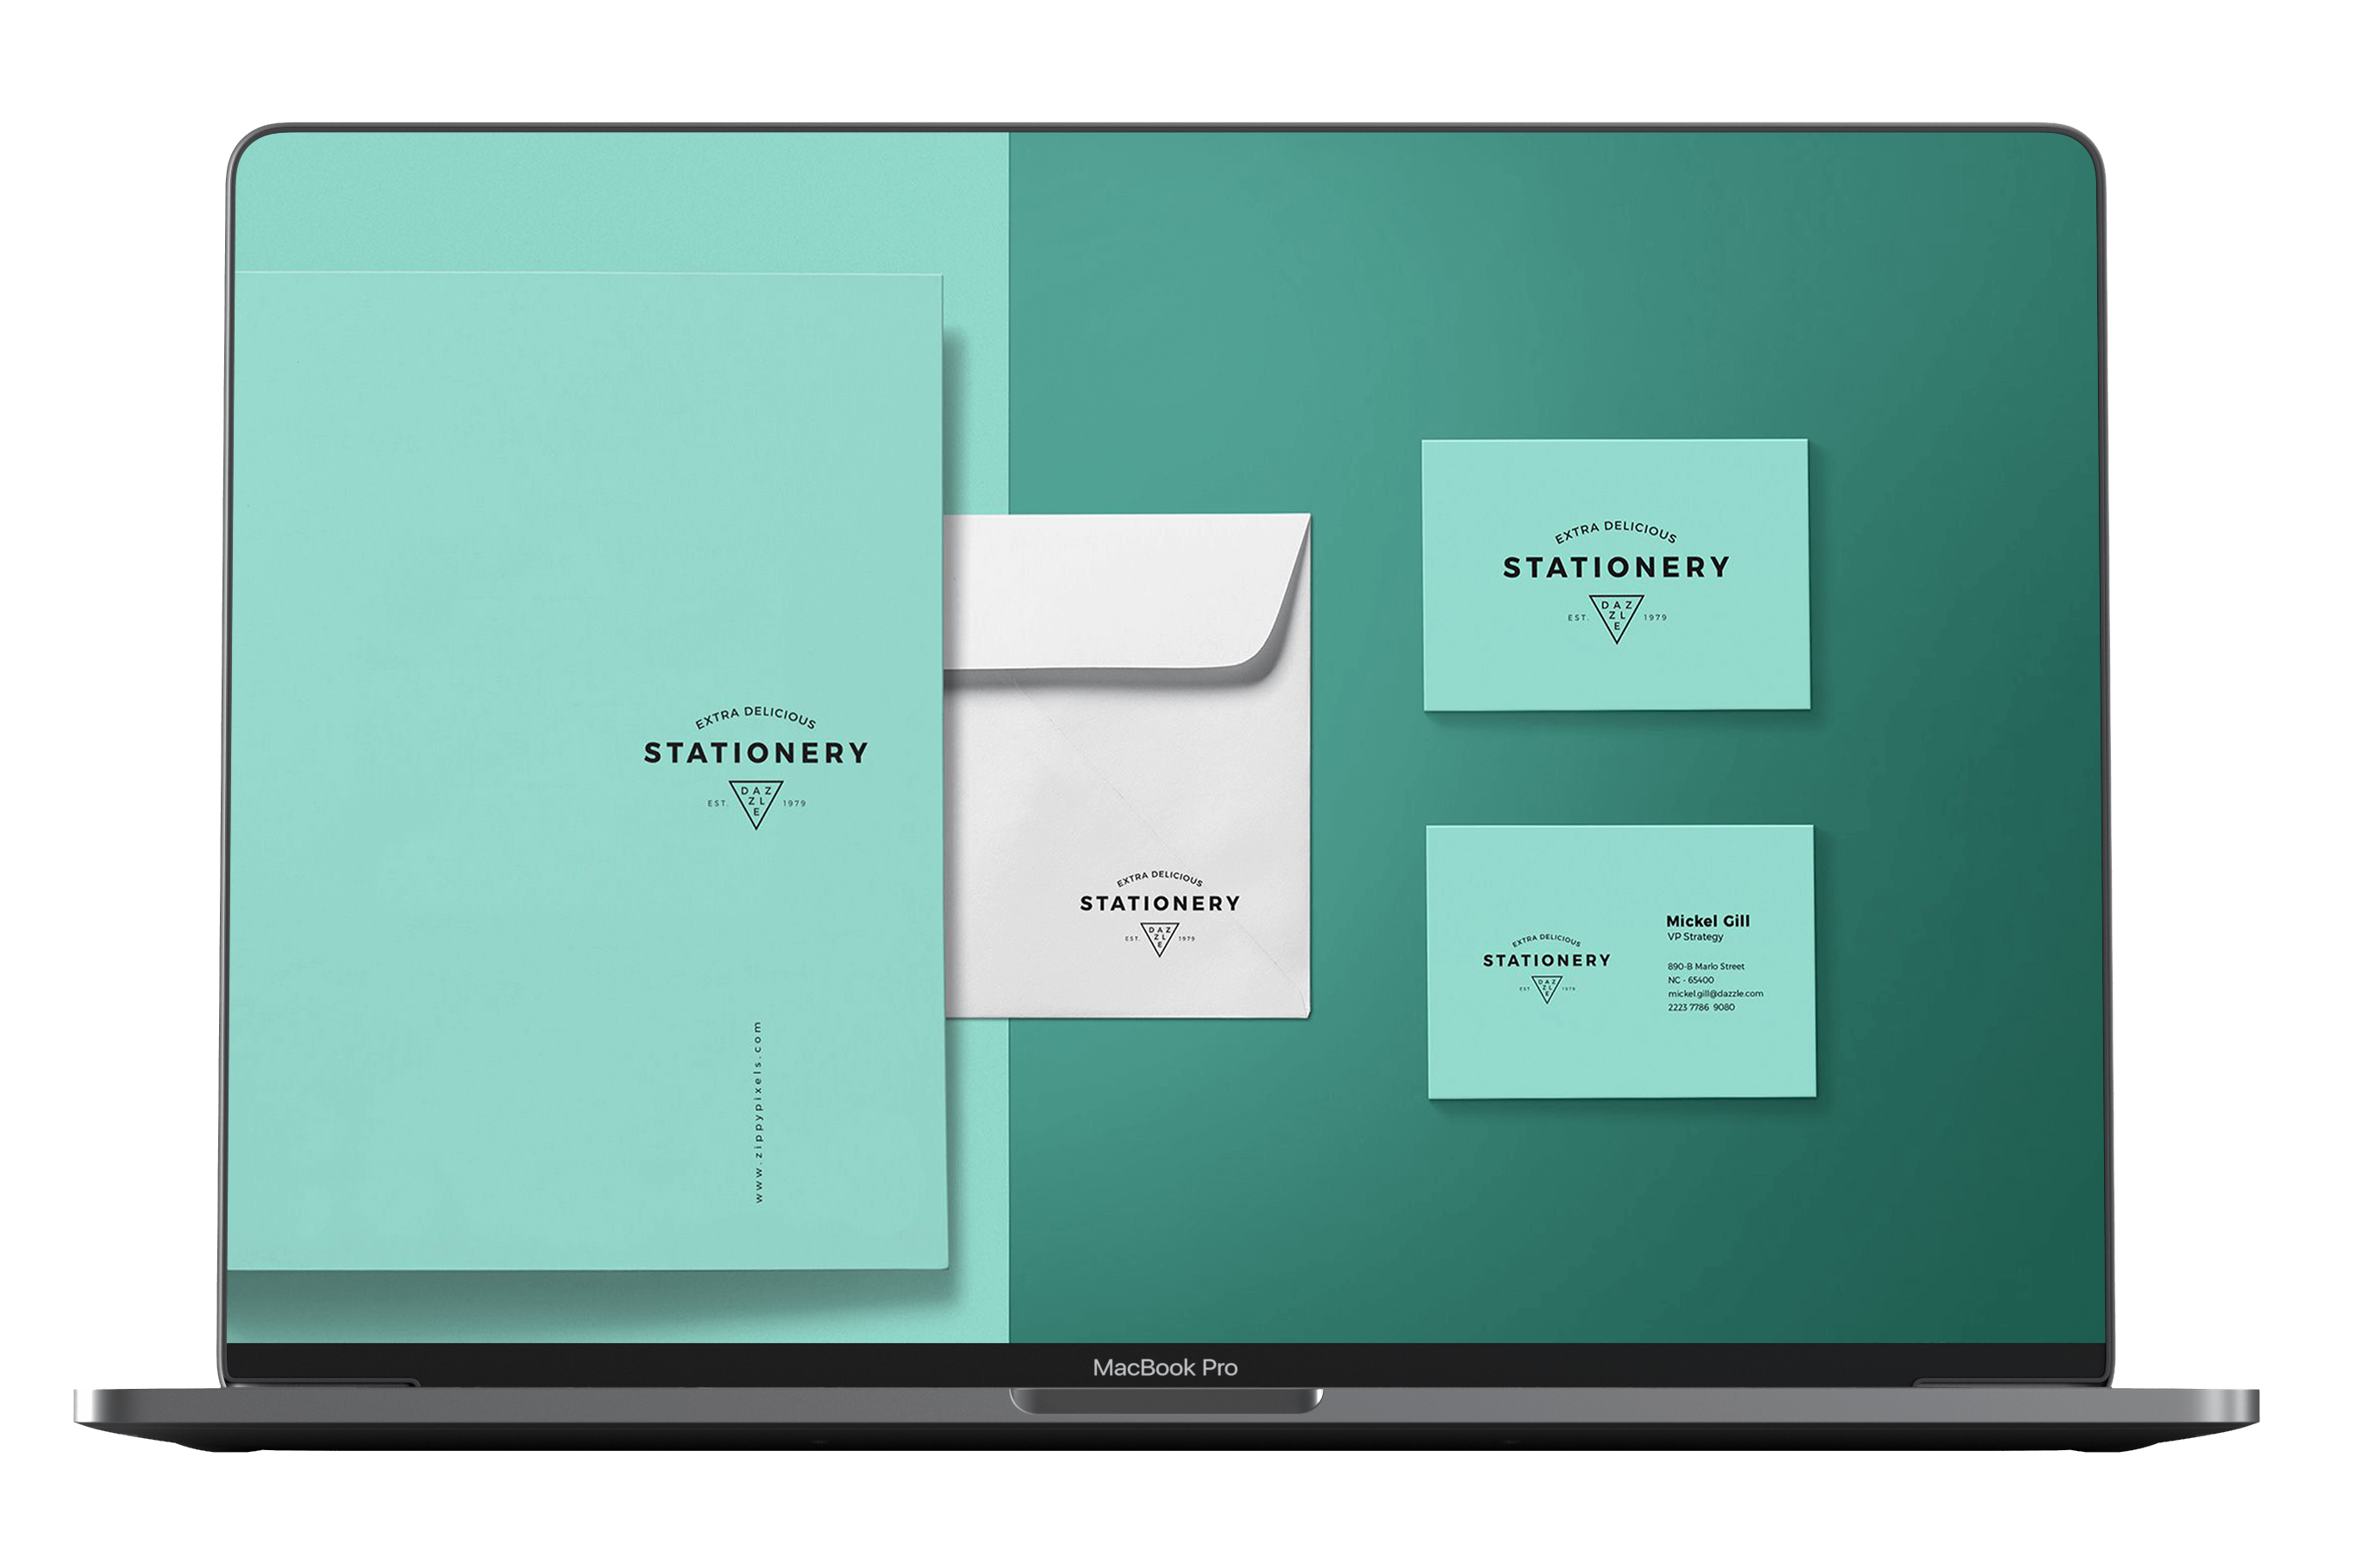 EXTRA DELICIOUS
STATIONERY
EST. DAZZLE 1979
www.zippypixels.com
EXTRA DELICIOUS
STATIONERY
EST. DAZZLE 1979
EXTRA DELICIOUS
STATIONERY
EST. DAZZLE 1979
EXTRA DELICIOUS
STATIONERY
EST. DAZZLE 1979
Mickel Gill
VP Strategy
890-B Marlo Street
NC - 65400
mickel.gill@dazzle.com
2223 7786 9080
MacBook Pro